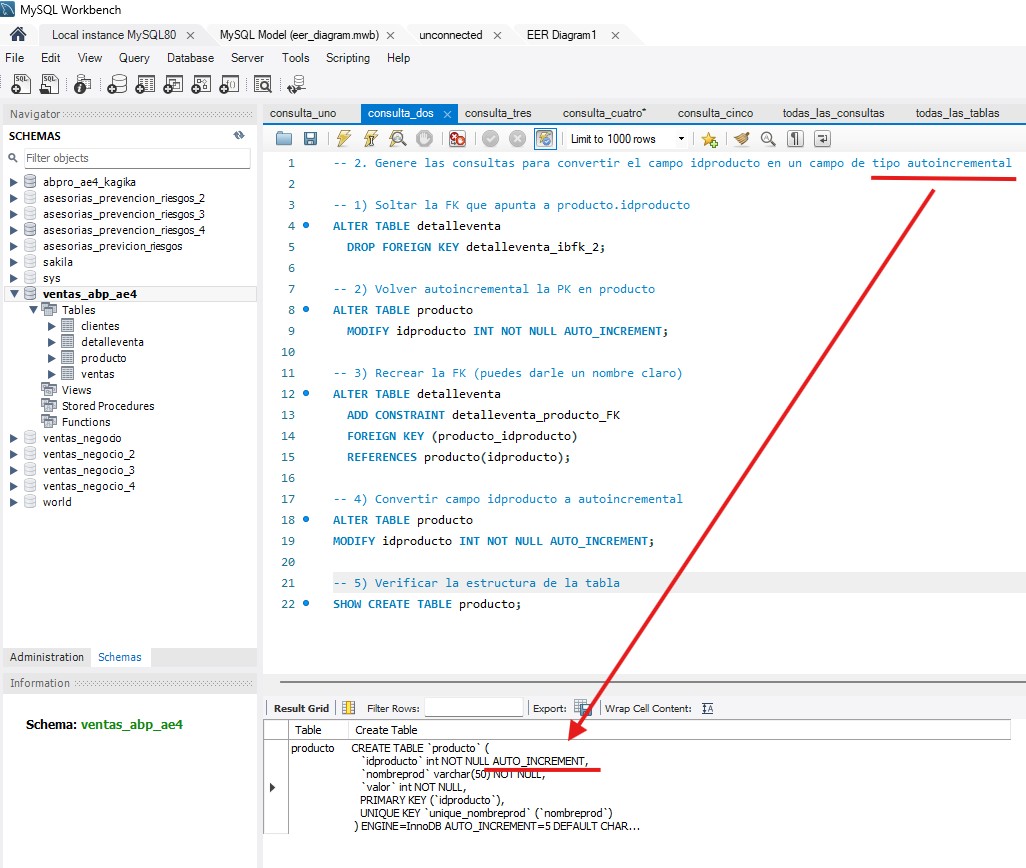 MySQL Workbench
Local instance MySQL80
MySQL Model (eer_diagram.mwb)
unconnected
EER Diagram1
File Edit View Query Database Server Tools Scripting Help
Navigator
SCHEMAS
Filter objects
abpro_ae4_kagika
asesorias_prevencion_riesgos_2
asesorias_prevencion_riesgos_3
asesorias_prevencion_riesgos_4
asesorias_previcion_riesgos
sakila
sys
ventas_abp_ae4
Tables
clientes
detalleventa
producto
ventas
Views
Stored Procedures
Functions
ventas_negodo
ventas_negocio_2
ventas_negocio_3
ventas_negocio_4
world
Administration Schemas
Information
Schema: ventas_abp_ae4
consulta_uno consulta_dos consulta_tres consulta_cuatro* consulta_cinco todas_las_consultas todas_las_tablas
Limit to 1000 rows
1 -- 2. Genere las consultas para convertir el campo idproducto en un campo de tipo autoincremental
2
3 -- 1) Soltar la FK que apunta a producto.idproducto
4 ALTER TABLE detalleventa
5 DROP FOREIGN KEY detalleventa_ibfk_2;
6
7 -- 2) Volver autoincremental la PK en producto
8 ALTER TABLE producto
9 MODIFY idproducto INT NOT NULL AUTO_INCREMENT;
10
11 -- 3) Recrear la FK (puedes darle un nombre claro)
12 ALTER TABLE detalleventa
13 ADD CONSTRAINT detalleventa_producto_FK
14 FOREIGN KEY (producto_idproducto)
15 REFERENCES producto(idproducto);
16
17 -- 4) Convertir campo idproducto a autoincremental
18 ALTER TABLE producto
19 MODIFY idproducto INT NOT NULL AUTO_INCREMENT;
20
21 -- 5) Verificar la estructura de la tabla
22 SHOW CREATE TABLE producto;
Result Grid Filter Rows: Export: Wrap Cell Content:
Table Create Table
producto CREATE TABLE `producto` (
`idproducto` int NOT NULL AUTO_INCREMENT,
`nombreprod` varchar(50) NOT NULL,
`valor` int NOT NULL,
PRIMARY KEY (`idproducto`),
UNIQUE KEY `unique_nombreprod` (`nombreprod`)
) ENGINE=InnoDB AUTO_INCREMENT=5 DEFAULT CHAR...